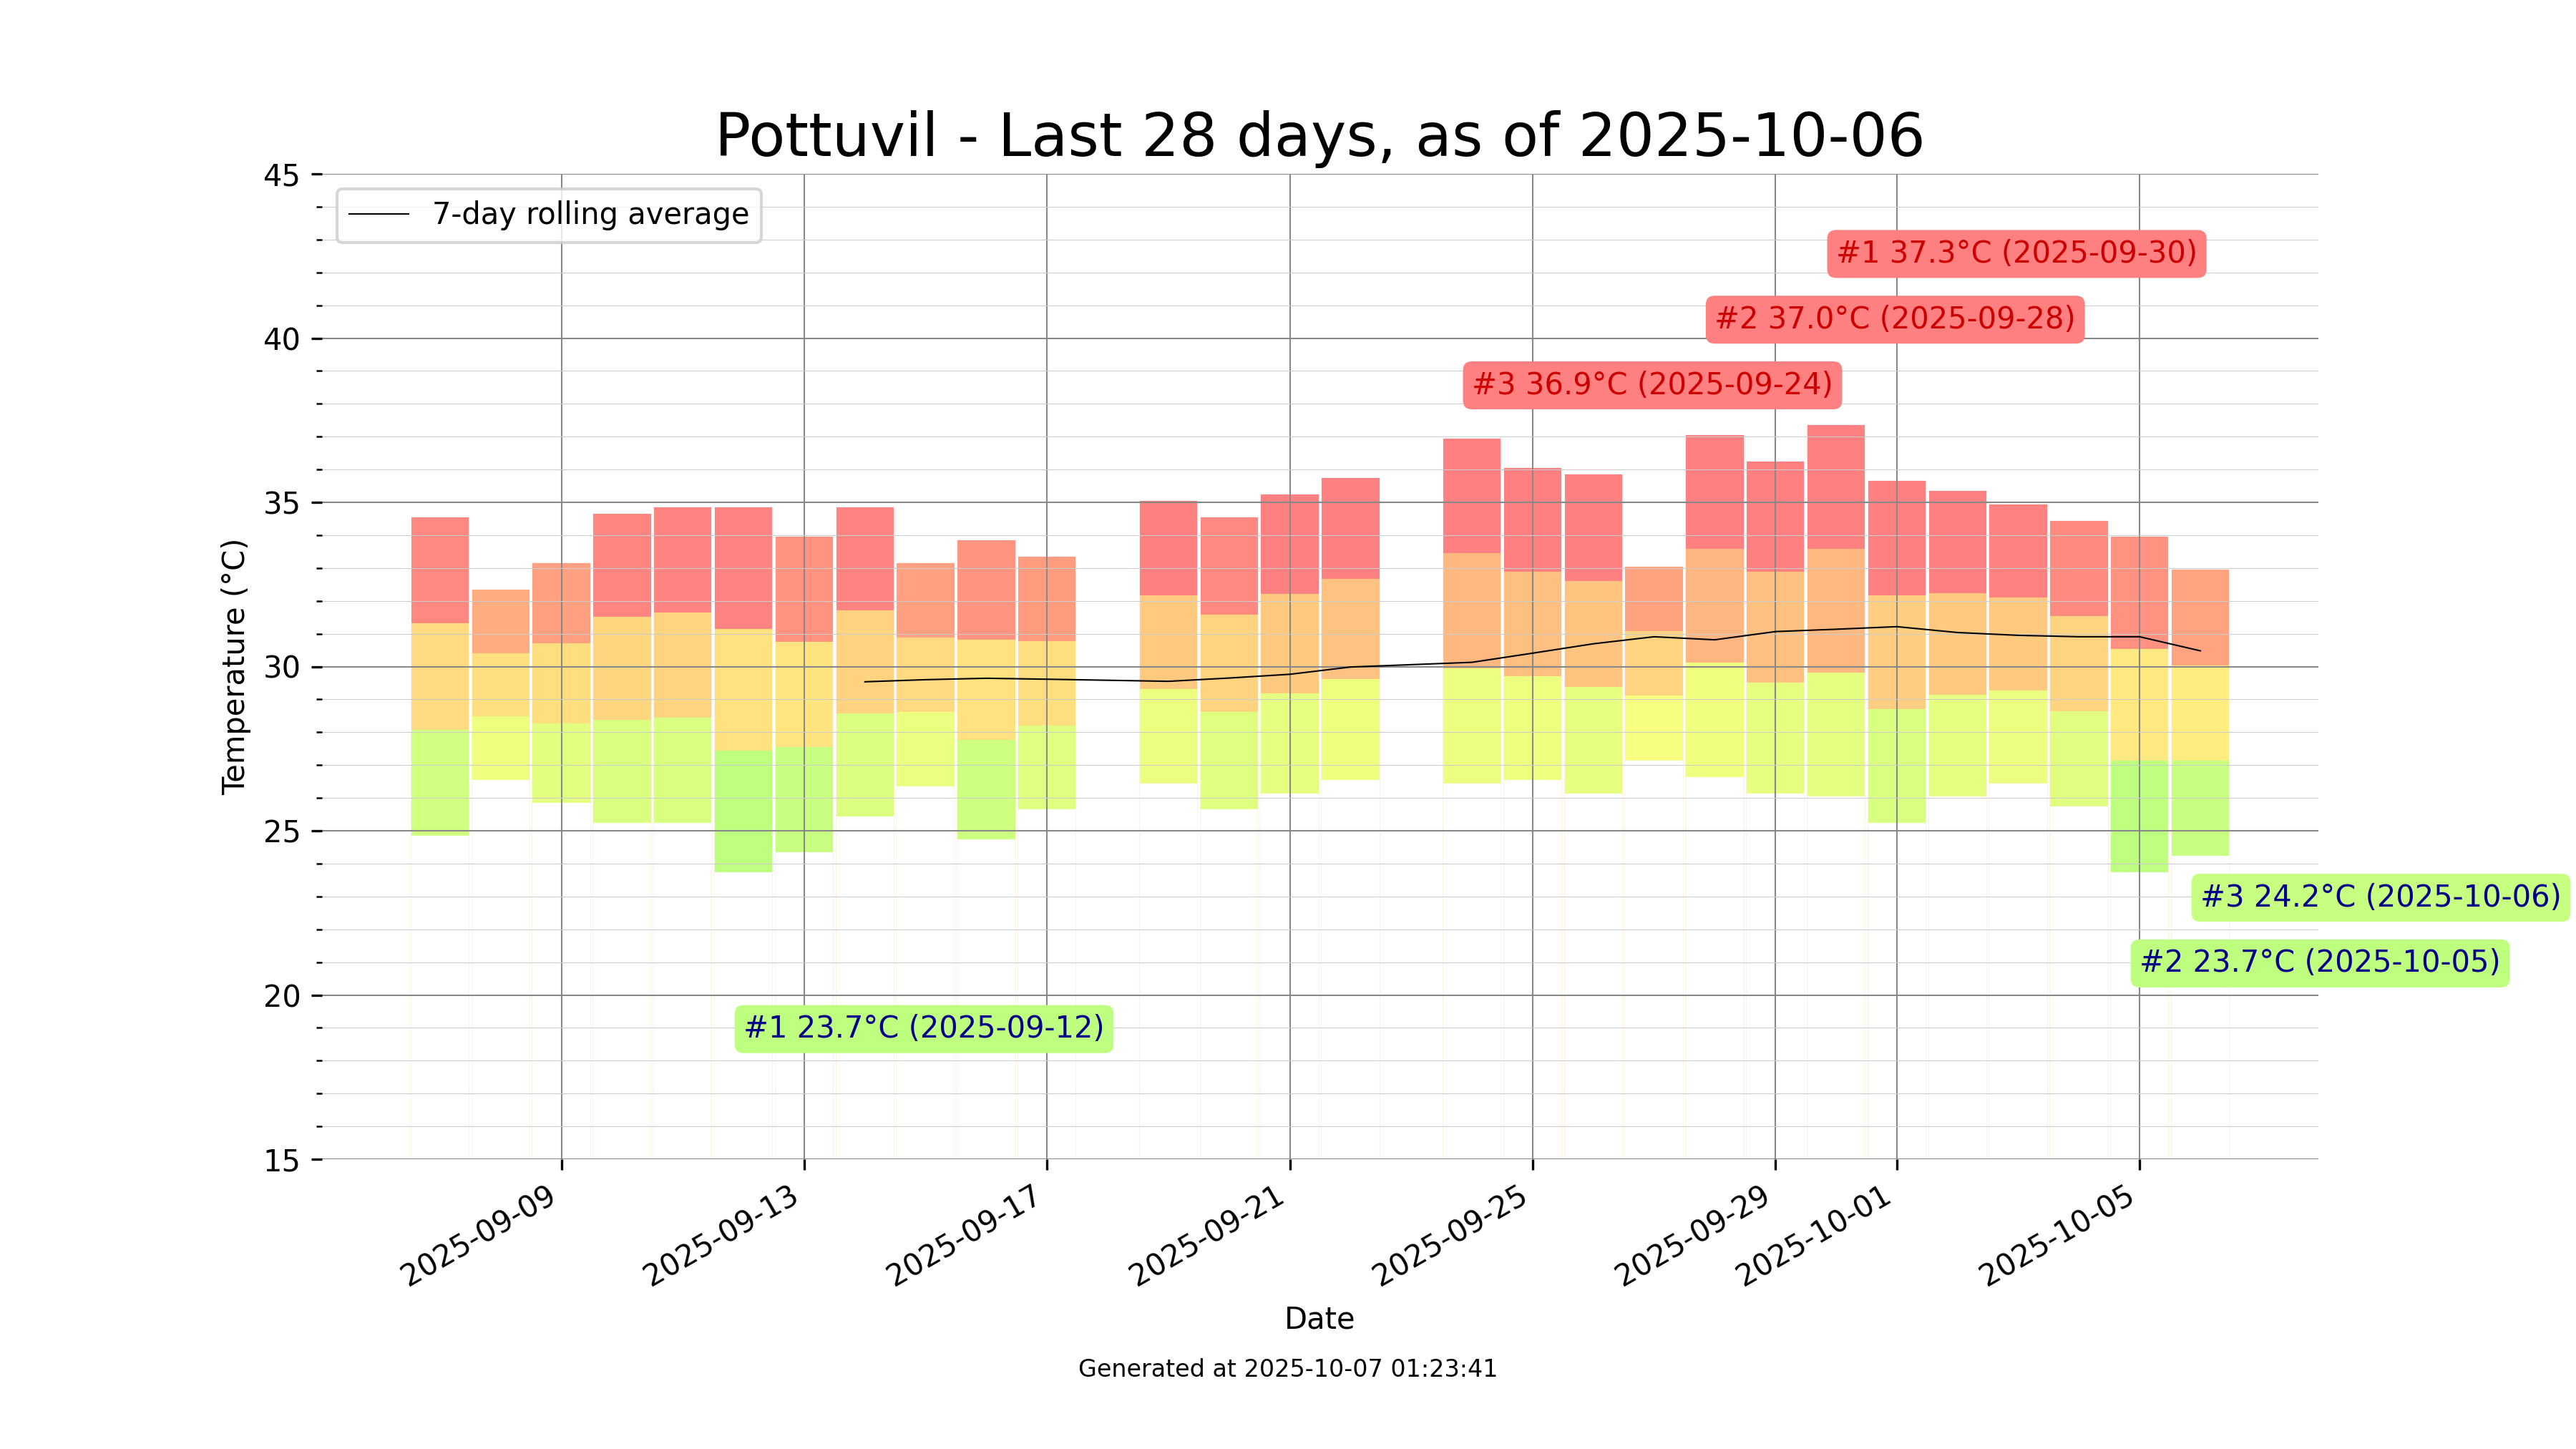 Pottuvil - Last 28 days, as of 2025-10-06
7-day rolling average
#1 37.3°C (2025-09-30)
#2 37.0°C (2025-09-28)
#3 36.9°C (2025-09-24)
#3 24.2°C (2025-10-06)
#2 23.7°C (2025-10-05)
#1 23.7°C (2025-09-12)
Temperature (°C)
45
40
35
30
25
20
15
2025-09-09
2025-09-13
2025-09-17
2025-09-21
2025-09-25
2025-09-29
2025-10-01
2025-10-05
Date
Generated at 2025-10-07 01:23:41